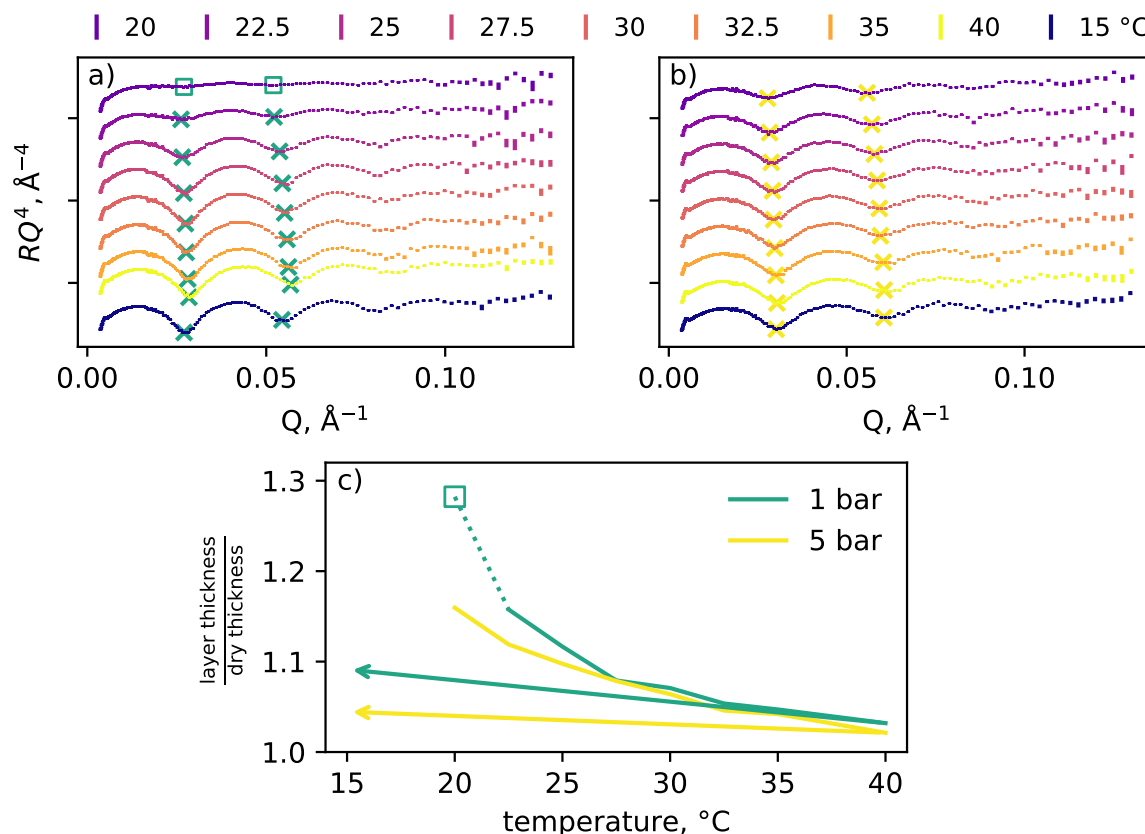 20 22.5 25 27.5 30 32.5 35 40 15 °C
a) b)
RQ⁴, Å⁻⁴
0.00 0.05 0.10 0.00 0.05 0.10
Q, Å⁻¹ Q, Å⁻¹
c)
1.3
1.2
1.1
1.0
layer thickness
dry thickness
1 bar
5 bar
15 20 25 30 35 40
temperature, °C